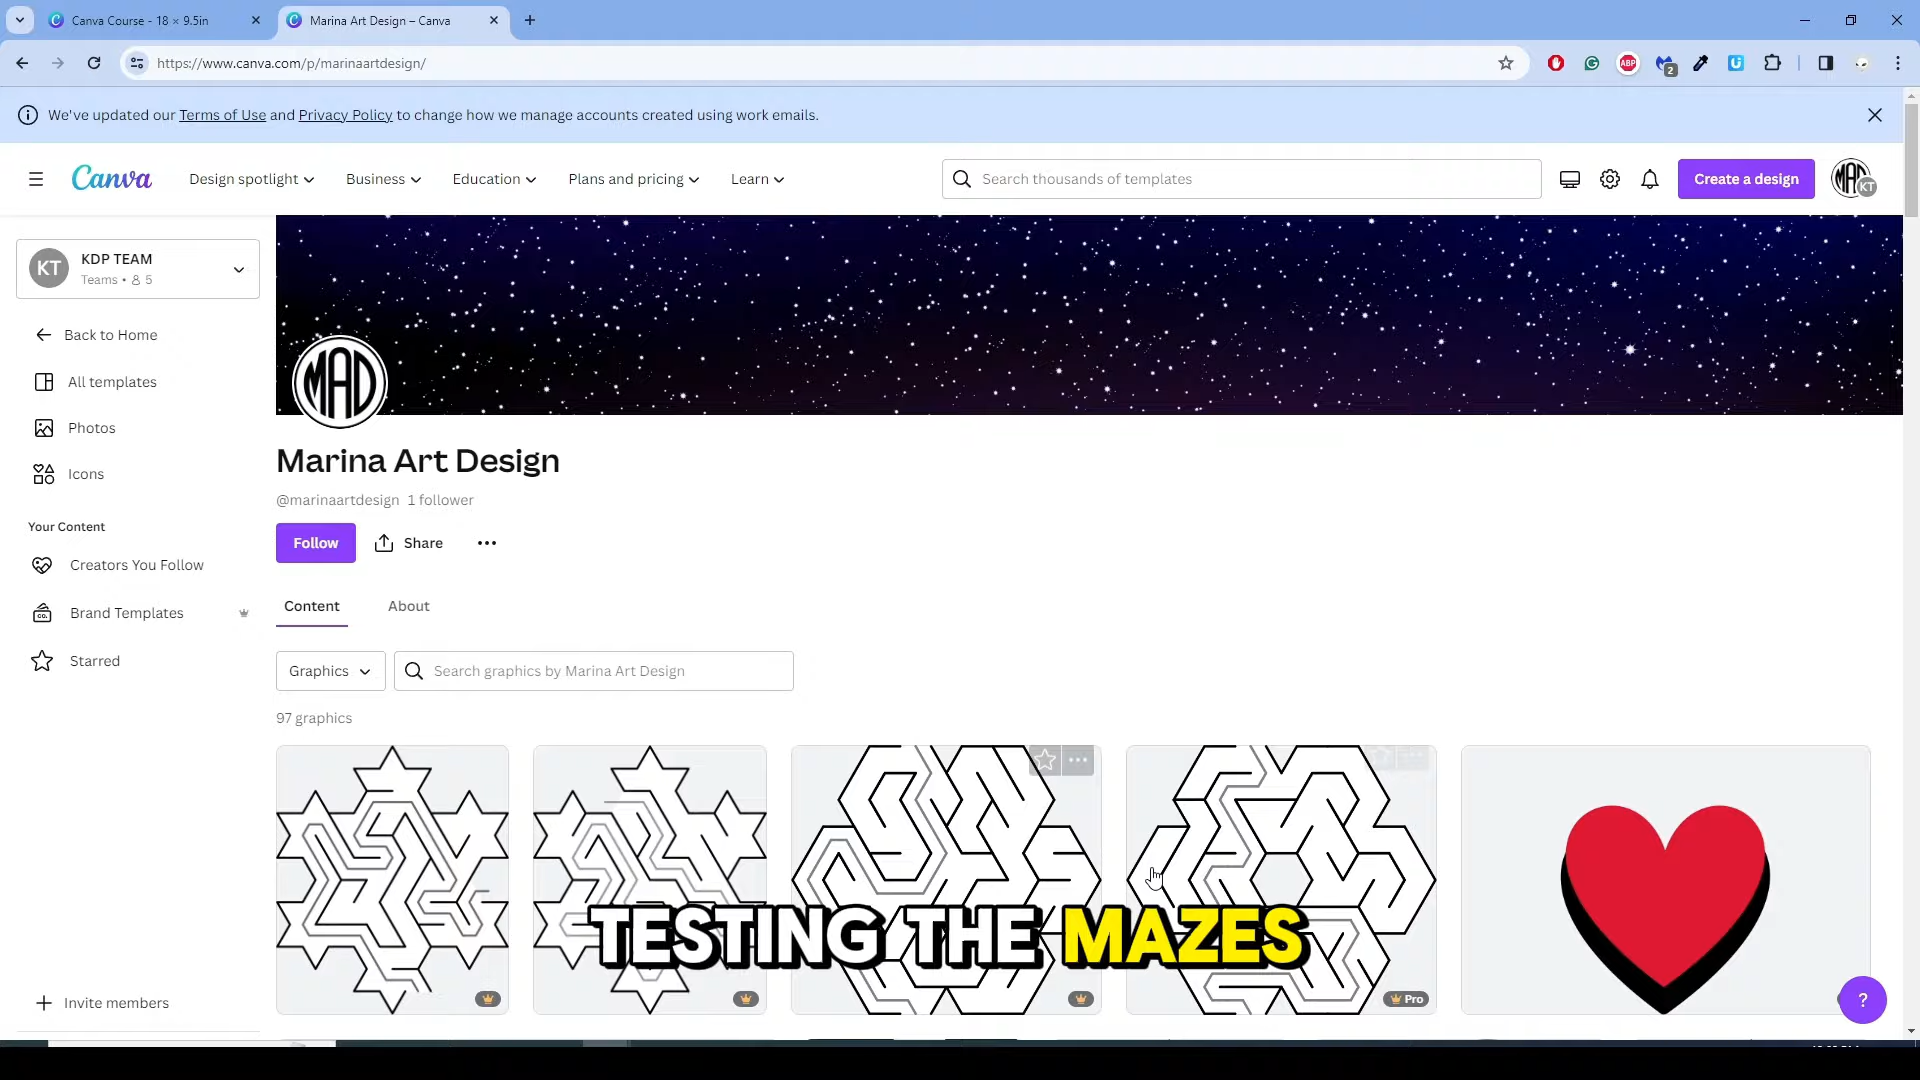 Canva Course - 18 × 9.5in
Marina Art Design – Canva
https://www.canva.com/p/marinaartdesign/
ABP
2
We've updated our Terms of Use and Privacy Policy to change how we manage accounts created using work emails.
Canva
Design spotlight
Business
Education
Plans and pricing
Learn
Search thousands of templates
Create a design
MAD
KT
KT
KDP TEAM
Teams • 5
Back to Home
All templates
Photos
Icons
Your Content
Creators You Follow
Brand Templates
Starred
Invite members
MAD
Marina Art Design
@marinaartdesign 1 follower
Follow
Share
Content
About
Graphics
Search graphics by Marina Art Design
97 graphics
TESTING THE MAZES
Pro
?